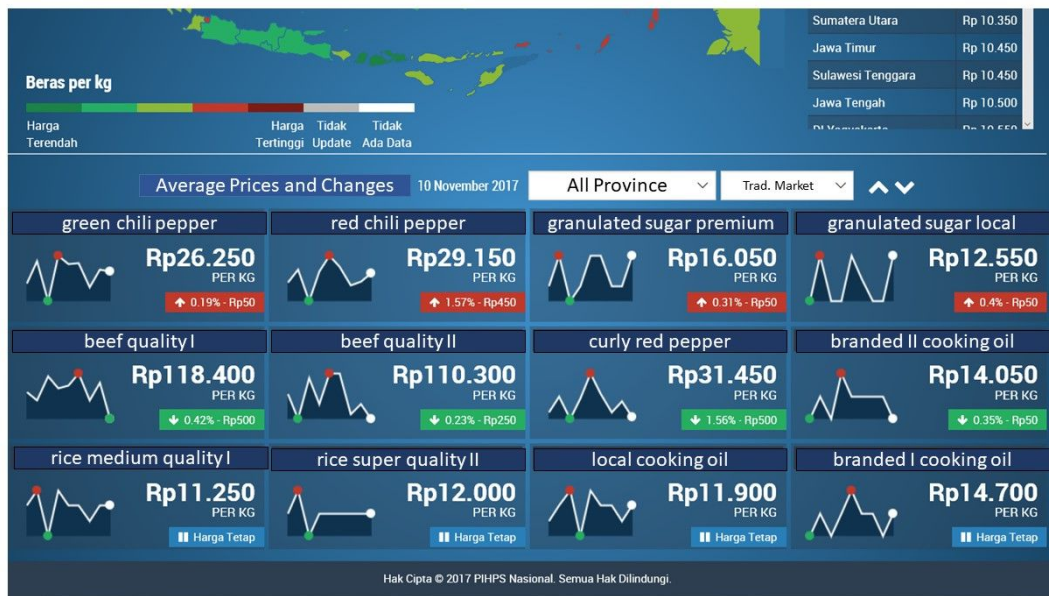 Sumatera Utara Rp 10.350
Jawa Timur Rp 10.450
Sulawesi Tenggara Rp 10.450
Jawa Tengah Rp 10.500
DI Yogyakarta Rp 10.550
Beras per kg
Harga Terendah
Harga Tertinggi
Tidak Update
Tidak Ada Data
Average Prices and Changes 10 November 2017 All Province Trad. Market
green chili pepper
Rp26.250
PER KG
0.19% - Rp50
red chili pepper
Rp29.150
PER KG
1.57% - Rp450
granulated sugar premium
Rp16.050
PER KG
0.31% - Rp50
granulated sugar local
Rp12.550
PER KG
0.4% - Rp50
beef quality I
Rp118.400
PER KG
0.42% - Rp500
beef quality II
Rp110.300
PER KG
0.23% - Rp250
curly red pepper
Rp31.450
PER KG
1.56% - Rp500
branded II cooking oil
Rp14.050
PER KG
0.35% - Rp50
rice medium quality I
Rp11.250
PER KG
Harga Tetap
rice super quality II
Rp12.000
PER KG
Harga Tetap
local cooking oil
Rp11.900
PER KG
Harga Tetap
branded I cooking oil
Rp14.700
PER KG
Harga Tetap
Hak Cipta © 2017 PIHPS Nasional. Semua Hak Dilindungi.